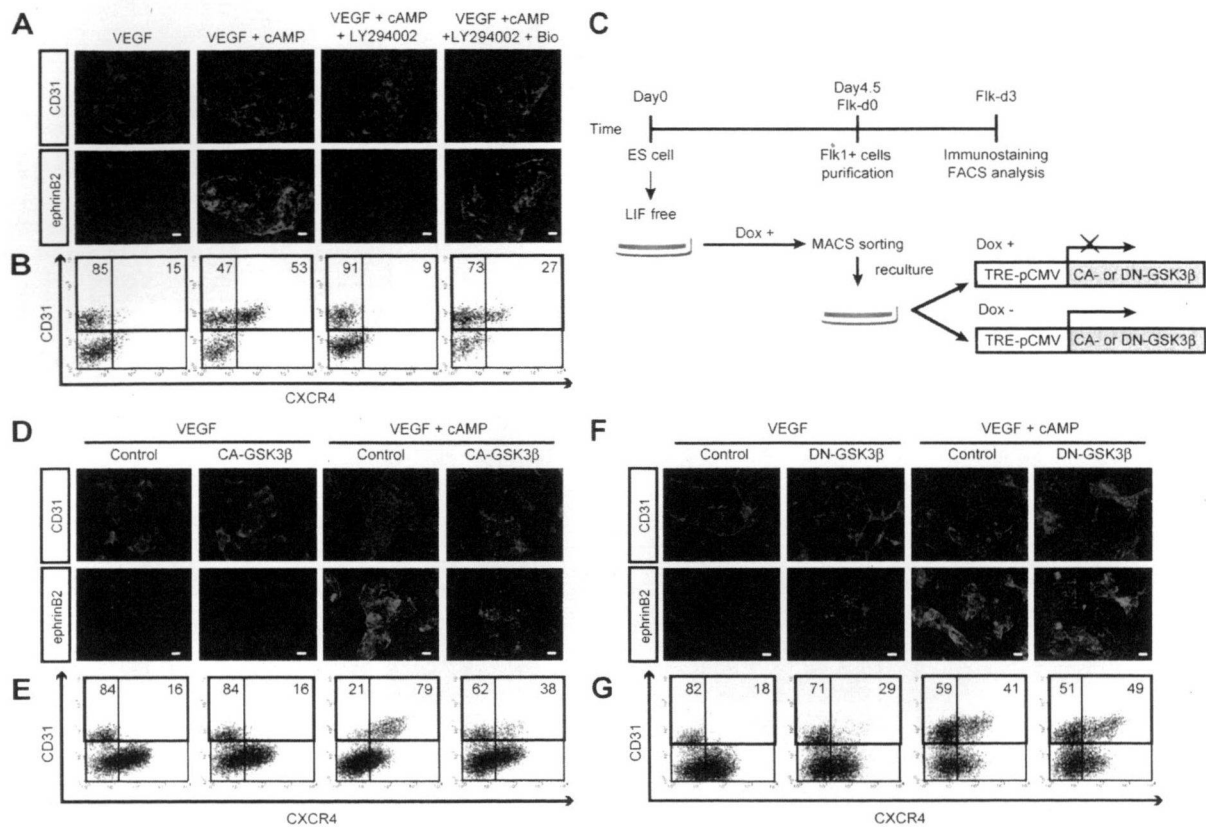 A
VEGF
VEGF + cAMP
VEGF + cAMP
+ LY294002
VEGF +cAMP
+LY294002 + Bio
CD31
ephrinB2
B
85 15
47 53
91 9
73 27
CD31
CXCR4
C
Day0
Day4.5
Flk-d0
Flk-d3
Time
ES cell
Flk1+ cells
purification
Immunostaining
FACS analysis
LIF free
Dox +
MACS sorting
reculture
Dox +
TRE-pCMV CA- or DN-GSK3β
Dox -
TRE-pCMV CA- or DN-GSK3β
D
VEGF
VEGF + cAMP
Control
CA-GSK3β
Control
CA-GSK3β
CD31
ephrinB2
E
84 16
84 16
21 79
62 38
CD31
CXCR4
F
VEGF
VEGF + cAMP
Control
DN-GSK3β
Control
DN-GSK3β
CD31
ephrinB2
G
82 18
71 29
59 41
51 49
CD31
CXCR4